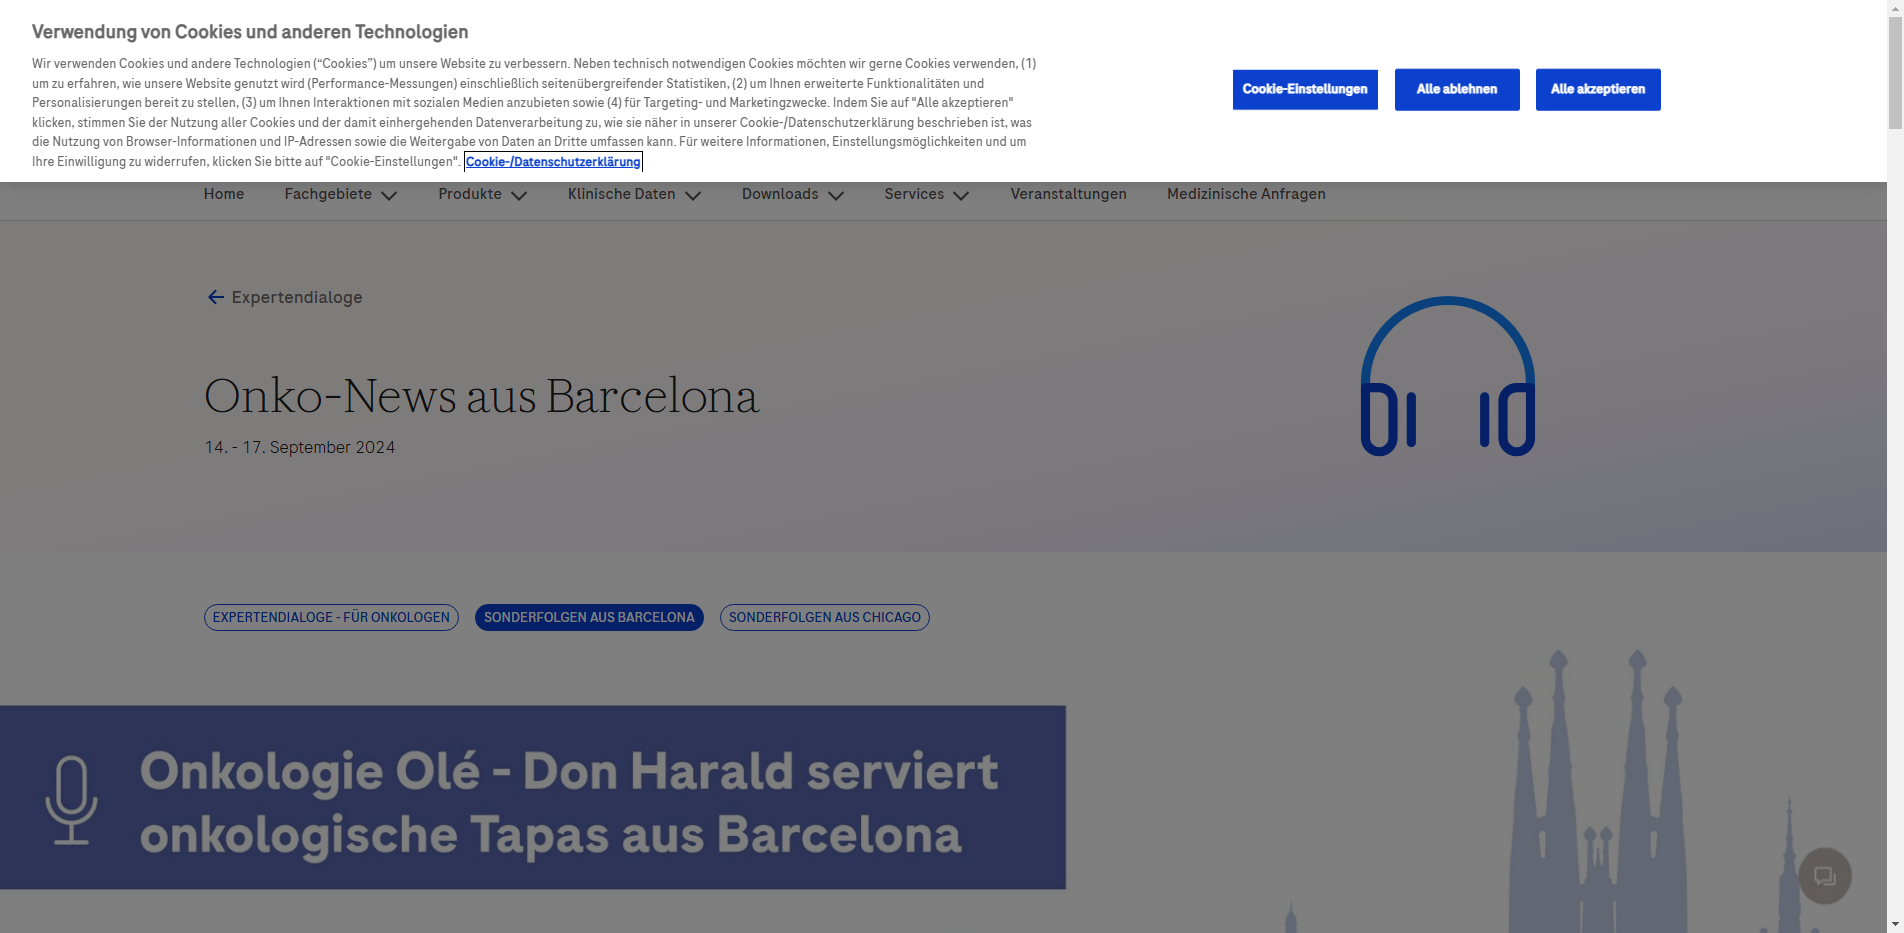 Verwendung von Cookies und anderen Technologien
Wir verwenden Cookies und andere Technologien (“Cookies”) um unsere Website zu verbessern. Neben technisch notwendigen Cookies möchten wir gerne Cookies verwenden, (1)
um zu erfahren, wie unsere Website genutzt wird (Performance-Messungen) einschließlich seitenübergreifender Statistiken, (2) um Ihnen erweiterte Funktionalitäten und
Personalisierungen bereit zu stellen, (3) um Ihnen Interaktionen mit sozialen Medien anzubieten sowie (4) für Targeting- und Marketingzwecke. Indem Sie auf "Alle akzeptieren"
klicken, stimmen Sie der Nutzung aller Cookies und der damit einhergehenden Datenverarbeitung zu, wie sie näher in unserer Cookie-/Datenschutzerklärung beschrieben ist, was
die Nutzung von Browser-Informationen und IP-Adressen sowie die Weitergabe von Daten an Dritte umfassen kann. Für weitere Informationen, Einstellungsmöglichkeiten und um
Ihre Einwilligung zu widerrufen, klicken Sie bitte auf "Cookie-Einstellungen". Cookie-/Datenschutzerklärung
Cookie-Einstellungen Alle ablehnen Alle akzeptieren
Home Fachgebiete Produkte Klinische Daten Downloads Services Veranstaltungen Medizinische Anfragen
Expertendialoge
Onko-News aus Barcelona
14. - 17. September 2024
EXPERTENDIALOGE - FÜR ONKOLOGEN SONDERFOLGEN AUS BARCELONA SONDERFOLGEN AUS CHICAGO
Onkologie Olé - Don Harald serviert
onkologische Tapas aus Barcelona